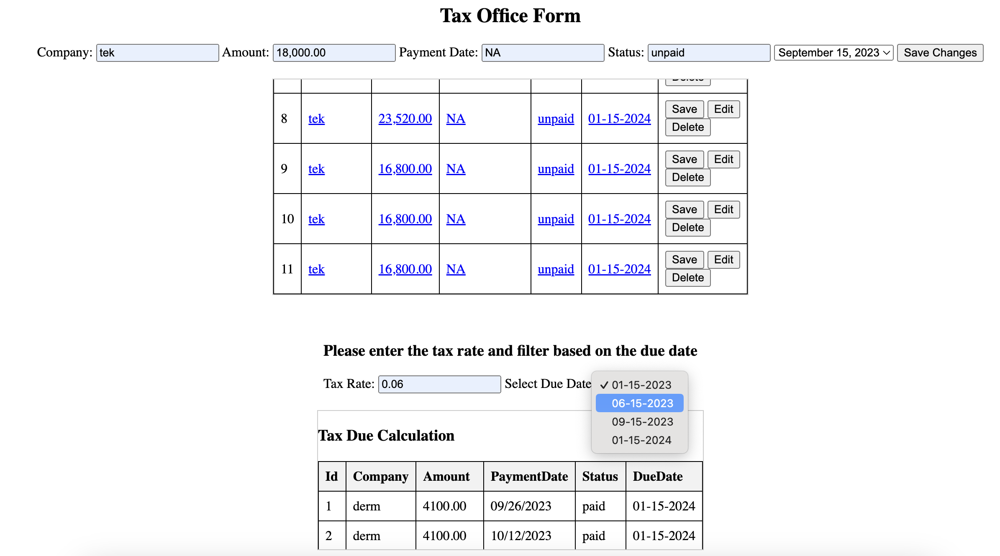 Tax Office Form
Company: tek Amount: 18,000.00 Payment Date: NA Status: unpaid September 15, 2023 Save Changes
8 tek 23,520.00 NA unpaid 01-15-2024 Save Edit
Delete
9 tek 16,800.00 NA unpaid 01-15-2024 Save Edit
Delete
10 tek 16,800.00 NA unpaid 01-15-2024 Save Edit
Delete
11 tek 16,800.00 NA unpaid 01-15-2024 Save Edit
Delete
Please enter the tax rate and filter based on the due date
Tax Rate: 0.06 Select Due Date ✓ 01-15-2023
06-15-2023
09-15-2023
01-15-2024
Tax Due Calculation
Id Company Amount PaymentDate Status DueDate
1 derm 4100.00 09/26/2023 paid 01-15-2024
2 derm 4100.00 10/12/2023 paid 01-15-2024